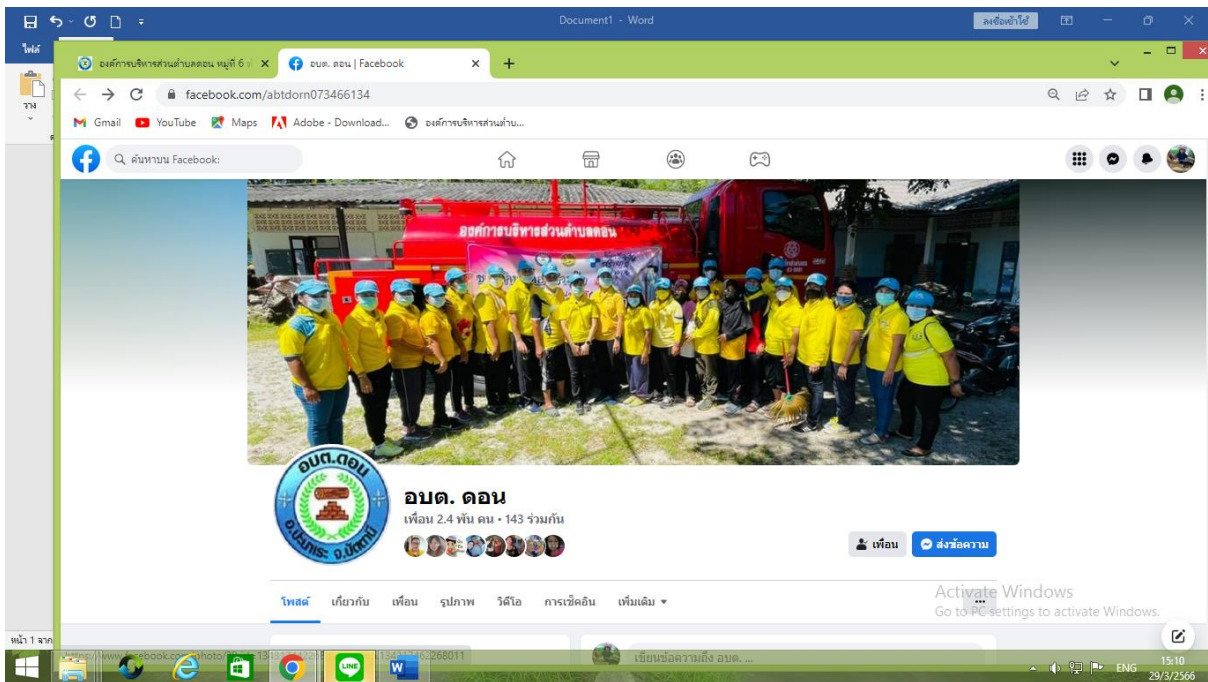 Document1 - Word
ลงชื่อเข้าใช้
ไฟล์
วาง
องค์การบริหารส่วนตำบลดอน หมู่ที่ 6
อบต. ดอน | Facebook
facebook.com/abtdorn073466134
Gmail
YouTube
Maps
Adobe - Download...
องค์การบริหารส่วนตำบ...
ค้นหาบน Facebook:
องค์การบริหารส่วนตำบลดอน
อบต.ดอน
อ.ปะนาเระ จ.ปัตตานี
อบต. ดอน
เพื่อน 2.4 พัน คน • 143 ร่วมกัน
เพื่อน
ส่งข้อความ
โพสต์ เกี่ยวกับ เพื่อน รูปภาพ วิดีโอ การเช็คอิน เพิ่มเติม
Activate Windows
Go to PC settings to activate Windows.
เขียนข้อความถึง อบต. ...
หน้า 1 จาก
LINE
ENG
15:10
29/3/2566